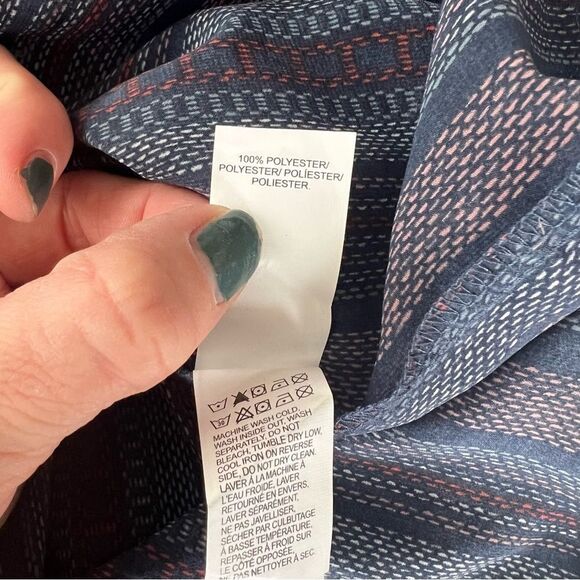 100% POLYESTER/
POLYESTER/ POLÍESTER/
POLIESTER.
MACHINE WASH COLD,
WASH INSIDE OUT, WASH
SEPARATELY, DO NOT
BLEACH, TUMBLE DRY LOW,
COOL IRON ON REVERSE
SIDE, DO NOT DRY CLEAN.
LAVER À LA MACHINE À
L'EAU FROIDE, LAVER
RETOURNÉ EN ENVERS,
LAVER SÉPARÉMENT,
NE PAS JAVELLISER,
SÉCHER PAR CULBUTAGE
À BASSE TEMPÉRATURE,
REPASSER À FROID SUR
LE CÔTÉ OPPOSÉE,
NE PAS NETTOYER À SEC.